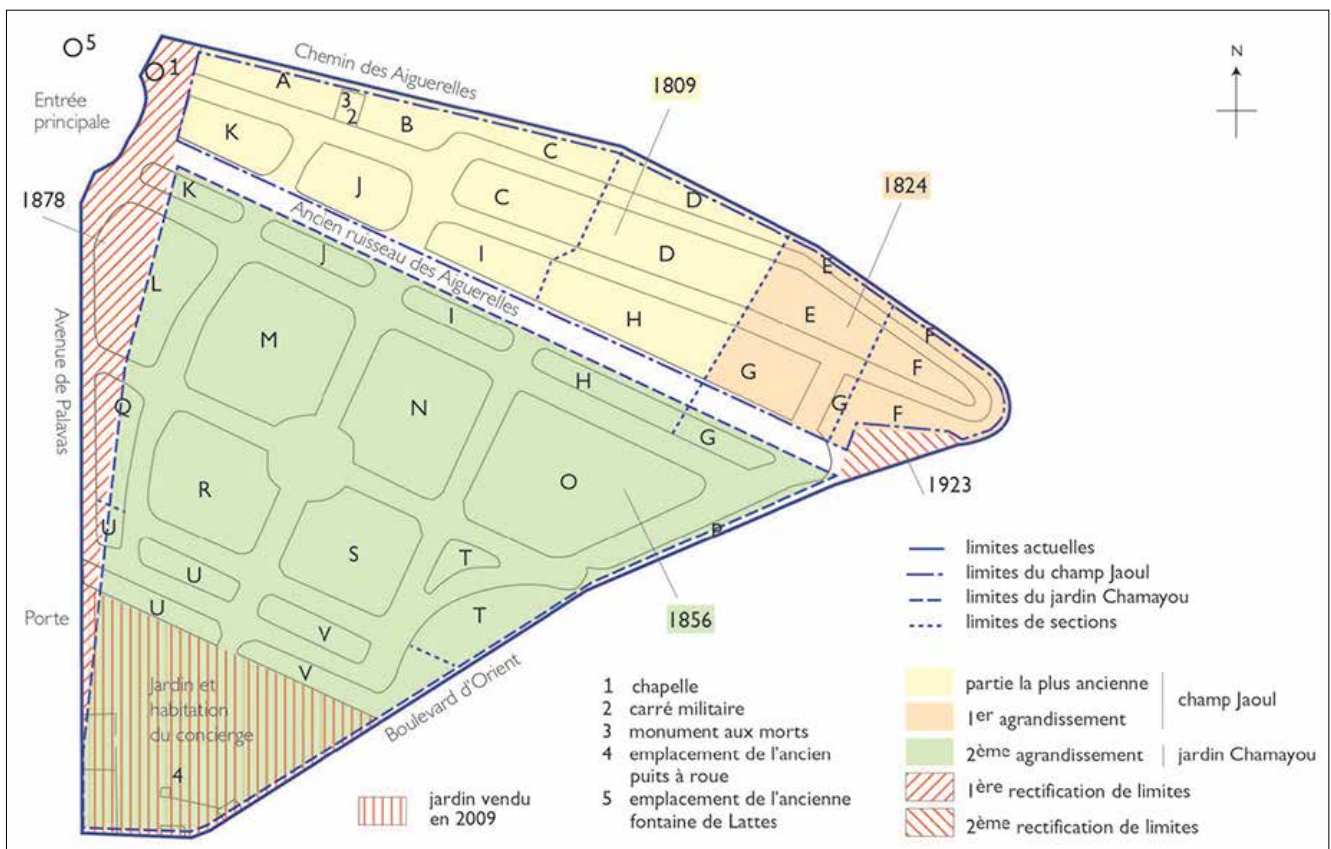 5
1
Entrée
principale
Chemin des Aiguerelles
N
1809
A
3
2
B
C
K
J
C
D
1824
1878
K
Ancien ruisseau des Aiguerelles
I
D
E
J
E
F
L
H
F
I
G
M
G
F
H
Avenue de Palavas
N
G
Q
O
1923
R
P
U
S
T
U
T
Porte
U
V
1856
V
Boulevard d'Orient
Jardin et
habitation
du concierge
4
jardin vendu
en 2009
1 chapelle
2 carré militaire
3 monument aux morts
4 emplacement de l'ancien
puits à roue
5 emplacement de l'ancienne
fontaine de Lattes
limites actuelles
limites du champ Jaoul
limites du jardin Chamayou
limites de sections
partie la plus ancienne
champ Jaoul
1er agrandissement
2ème agrandissement
jardin Chamayou
1ère rectification de limites
2ème rectification de limites